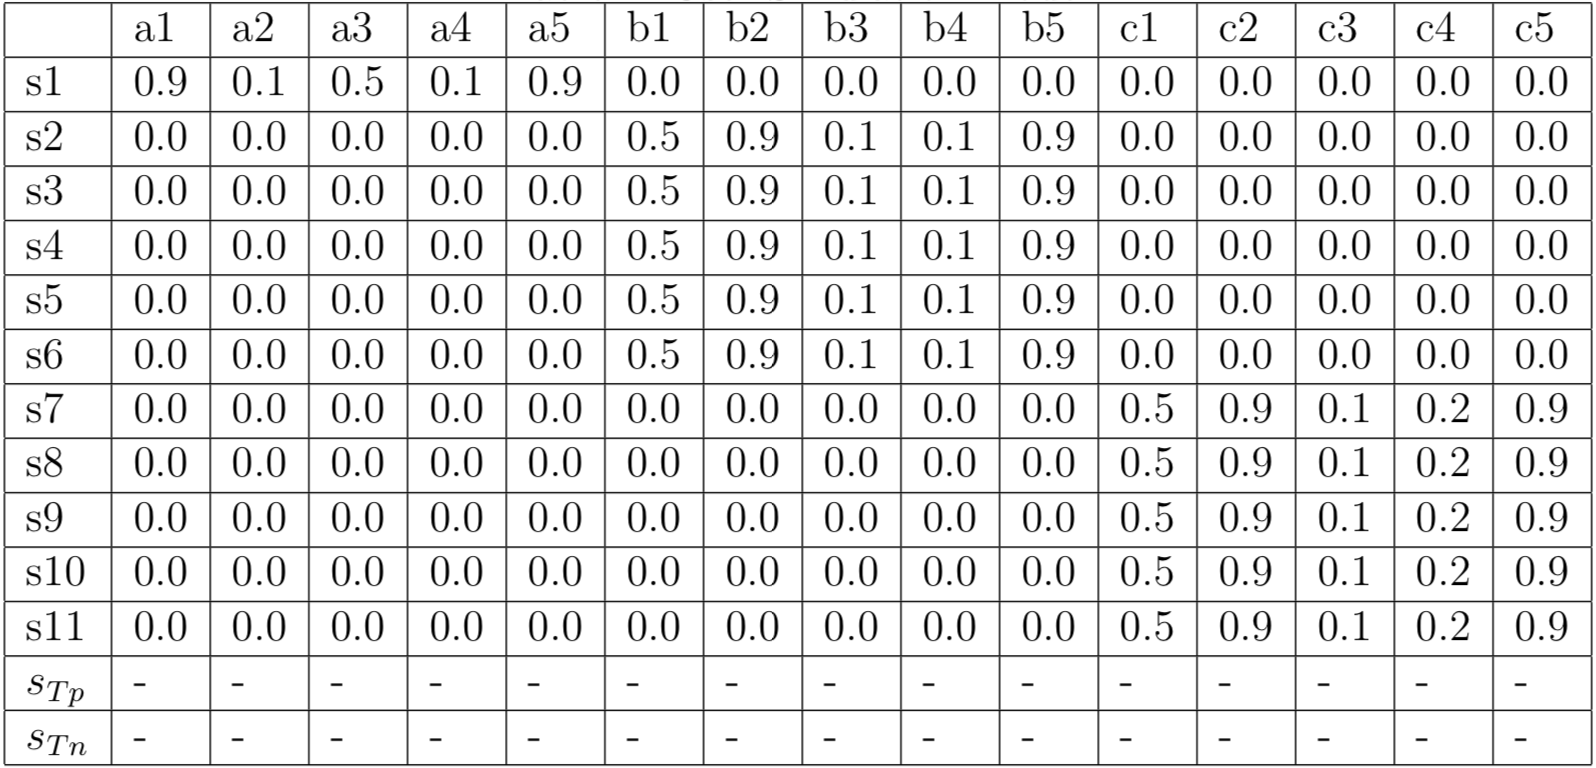 a1 a2 a3 a4 a5 b1 b2 b3 b4 b5 c1 c2 c3 c4 c5
s1 0.9 0.1 0.5 0.1 0.9 0.0 0.0 0.0 0.0 0.0 0.0 0.0 0.0 0.0 0.0
s2 0.0 0.0 0.0 0.0 0.0 0.5 0.9 0.1 0.1 0.9 0.0 0.0 0.0 0.0 0.0
s3 0.0 0.0 0.0 0.0 0.0 0.5 0.9 0.1 0.1 0.9 0.0 0.0 0.0 0.0 0.0
s4 0.0 0.0 0.0 0.0 0.0 0.5 0.9 0.1 0.1 0.9 0.0 0.0 0.0 0.0 0.0
s5 0.0 0.0 0.0 0.0 0.0 0.5 0.9 0.1 0.1 0.9 0.0 0.0 0.0 0.0 0.0
s6 0.0 0.0 0.0 0.0 0.0 0.5 0.9 0.1 0.1 0.9 0.0 0.0 0.0 0.0 0.0
s7 0.0 0.0 0.0 0.0 0.0 0.0 0.0 0.0 0.0 0.0 0.5 0.9 0.1 0.2 0.9
s8 0.0 0.0 0.0 0.0 0.0 0.0 0.0 0.0 0.0 0.0 0.5 0.9 0.1 0.2 0.9
s9 0.0 0.0 0.0 0.0 0.0 0.0 0.0 0.0 0.0 0.0 0.5 0.9 0.1 0.2 0.9
s10 0.0 0.0 0.0 0.0 0.0 0.0 0.0 0.0 0.0 0.0 0.5 0.9 0.1 0.2 0.9
s11 0.0 0.0 0.0 0.0 0.0 0.0 0.0 0.0 0.0 0.0 0.5 0.9 0.1 0.2 0.9
s_{Tp} - - - - - - - - - - - - - - -
s_{Tn} - - - - - - - - - - - - - - -